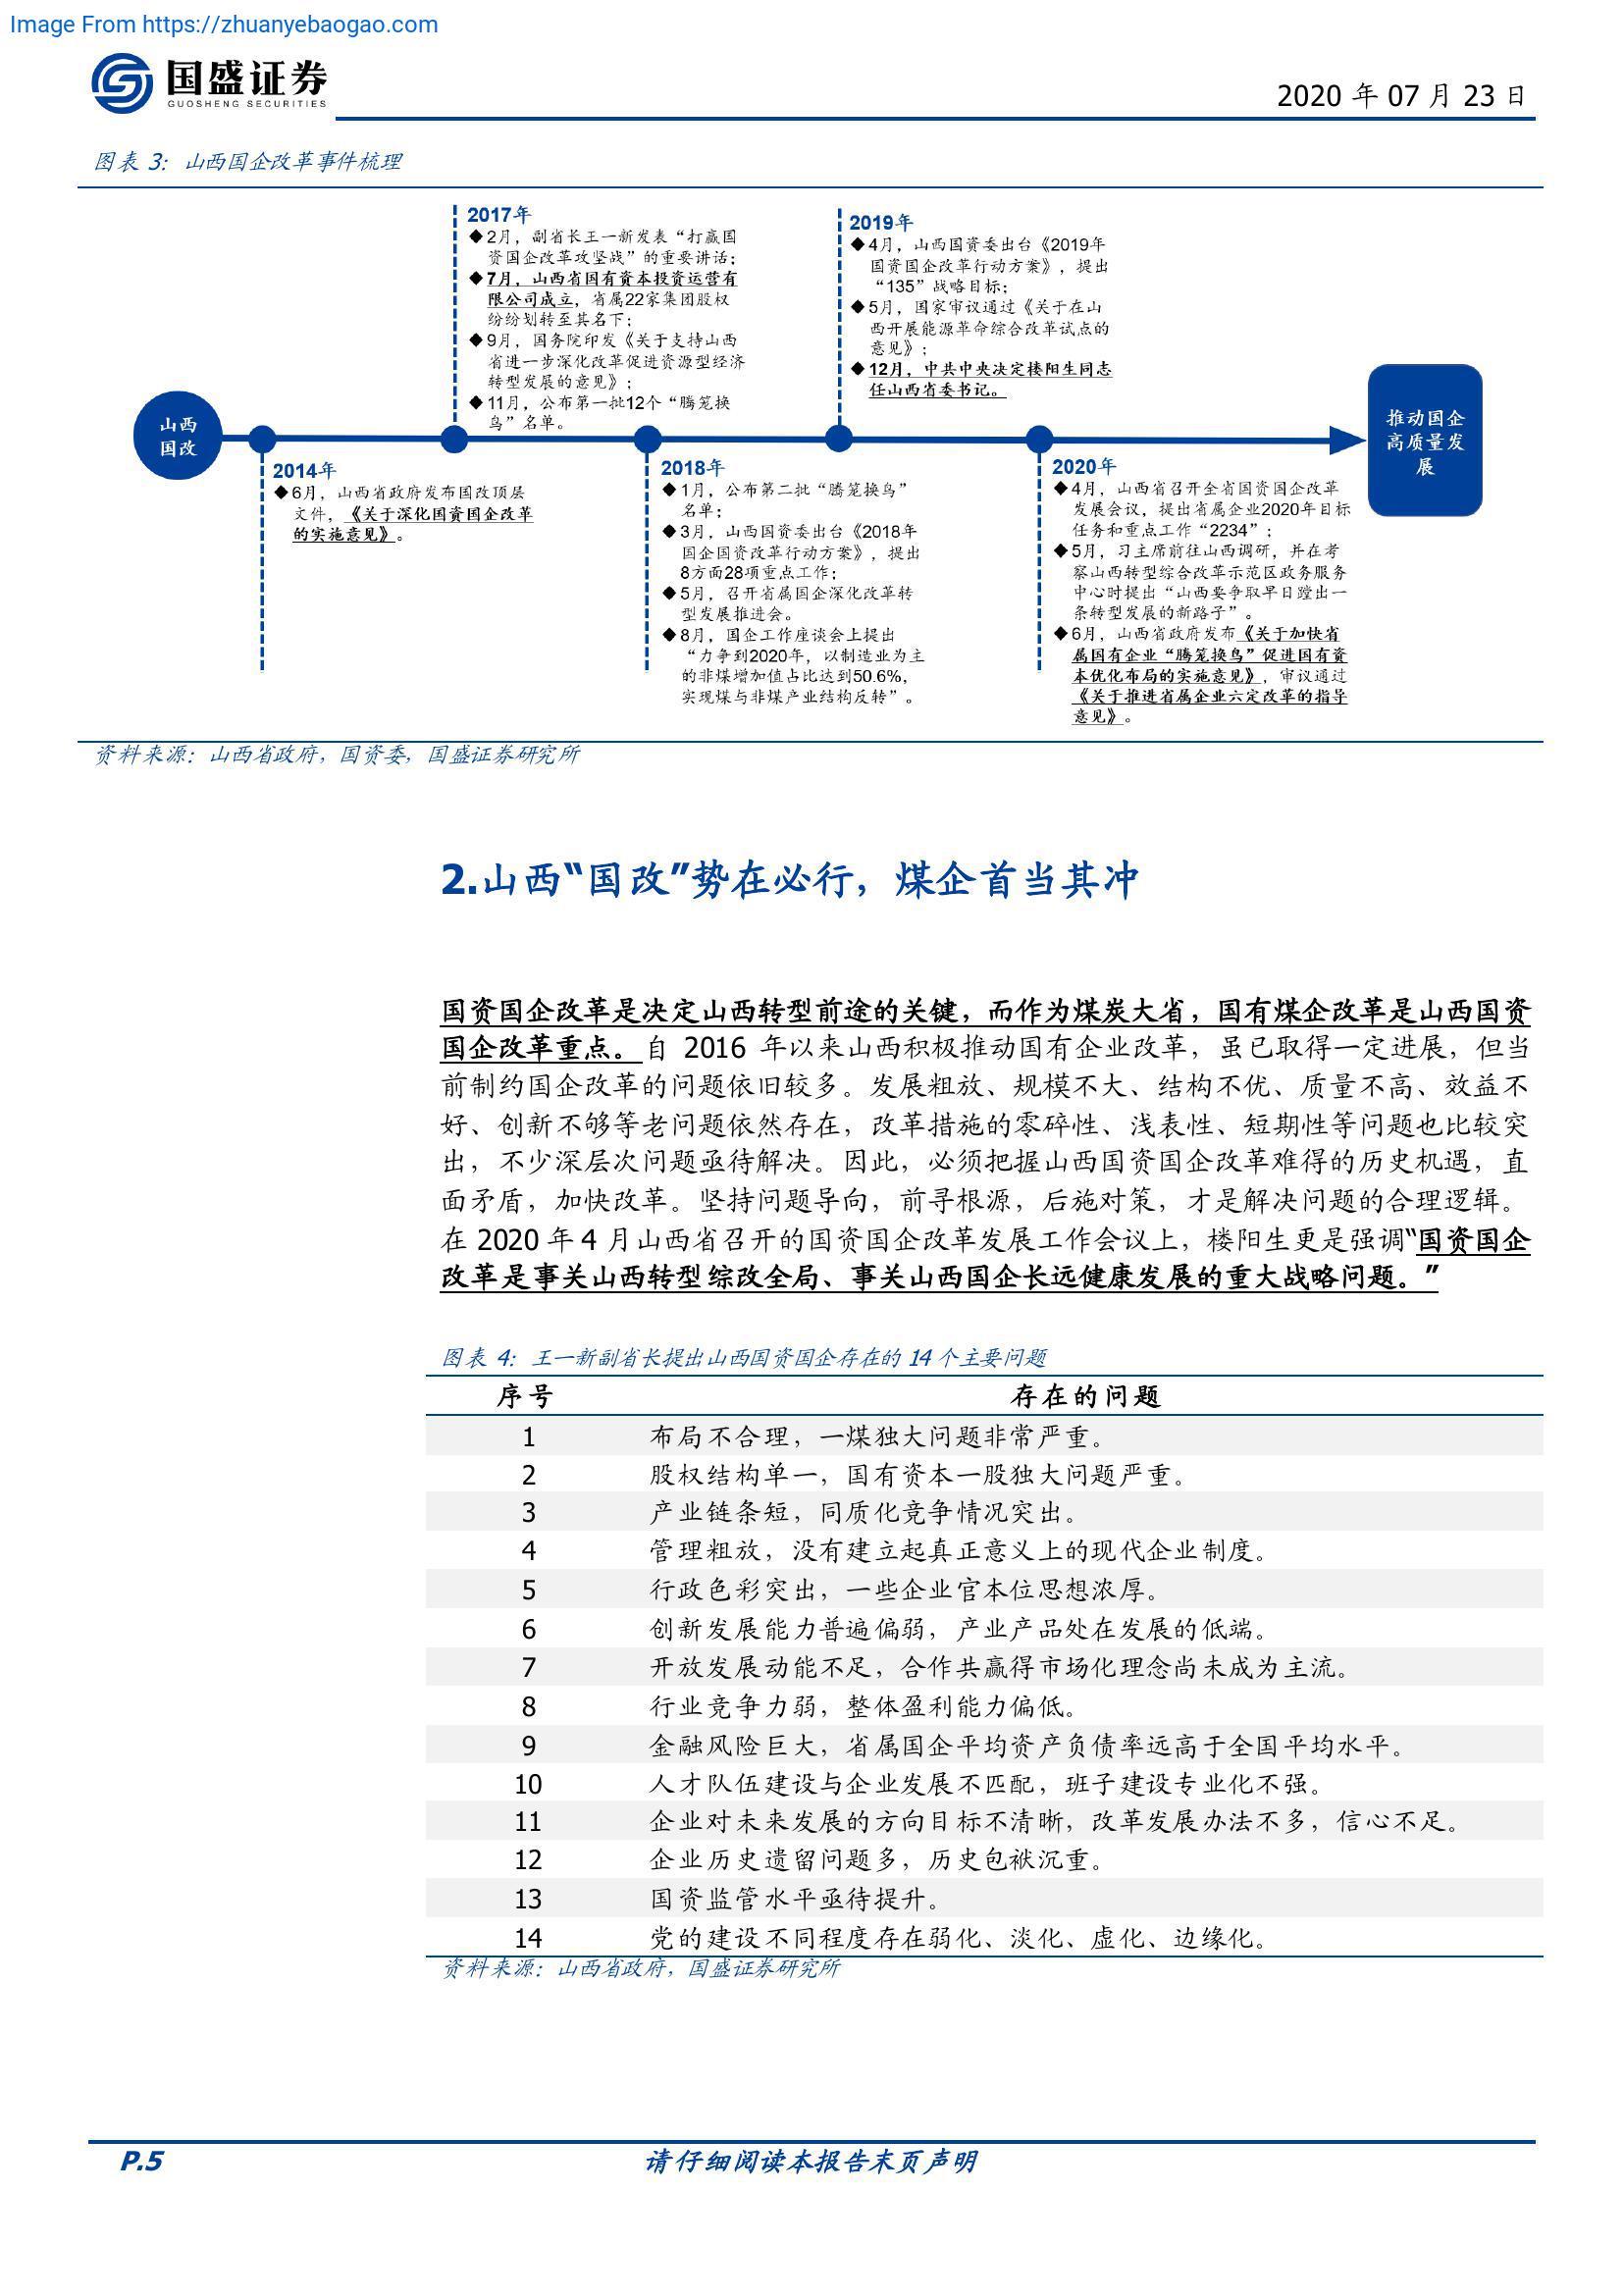 Image From https://zhuanyebaogao.com
国盛证券
GUOSHENG SECURITIES
2020 年 07 月 23 日
图表 3：山西国企改革事件梳理
山西
国改
2014年
◆6月，山西省政府发布国改顶层
文件，《关于深化国资国企改革
的实施意见》。
2017年
◆2月，副省长王一新发表“打赢国
资国企改革攻坚战”的重要讲话；
◆7月，山西省国有资本投资运营有
限公司成立，省属22家集团股权
纷纷划转至其名下；
◆9月，国务院印发《关于支持山西
省进一步深化改革促进资源型经济
转型发展的意见》；
◆11月，公布第一批12个“腾笼换
鸟”名单。
2018年
◆1月，公布第二批“腾笼换鸟”
名单；
◆3月，山西国资委出台《2018年
国企国资改革行动方案》，提出
8方面28项重点工作；
◆5月，召开省属国企深化改革转
型发展推进会。
◆8月，国企工作座谈会上提出
“力争到2020年，以制造业为主
的非煤增加值占比达到50.6%，
实现煤与非煤产业结构反转”。
2019年
◆4月，山西国资委出台《2019年
国资国企改革行动方案》，提出
“135”战略目标；
◆5月，国家审议通过《关于在山
西开展能源革命综合改革试点的
意见》；
◆12月，中共中央决定楼阳生同志
任山西省委书记。
2020年
◆4月，山西省召开全省国资国企改革
发展会议，提出省属企业2020年目标
任务和重点工作“2234”；
◆5月，习主席前往山西调研，并在考
察山西转型综合改革示范区政务服务
中心时提出“山西要争取早日蹚出一
条转型发展的新路子”。
◆6月，山西省政府发布《关于加快省
属国有企业“腾笼换鸟”促进国有资
本优化布局的实施意见》，审议通过
《关于推进省属企业六定改革的指导
意见》。
推动国企
高质量发
展
资料来源：山西省政府，国资委，国盛证券研究所
2.山西“国改”势在必行，煤企首当其冲
国资国企改革是决定山西转型前途的关键，而作为煤炭大省，国有煤企改革是山西国资
国企改革重点。自 2016 年以来山西积极推动国有企业改革，虽已取得一定进展，但当
前制约国企改革的问题依旧较多。发展粗放、规模不大、结构不优、质量不高、效益不
好、创新不够等老问题依然存在，改革措施的零碎性、浅表性、短期性等问题也比较突
出，不少深层次问题亟待解决。因此，必须把握山西国资国企改革难得的历史机遇，直
面矛盾，加快改革。坚持问题导向，前寻根源，后施对策，才是解决问题的合理逻辑。
在 2020 年 4 月山西省召开的国资国企改革发展工作会议上，楼阳生更是强调“国资国企
改革是事关山西转型综改全局、事关山西国企长远健康发展的重大战略问题。”
图表 4：王一新副省长提出山西国资国企存在的 14 个主要问题
序号 存在的问题
1 布局不合理，一煤独大问题非常严重。
2 股权结构单一，国有资本一股独大问题严重。
3 产业链条短，同质化竞争情况突出。
4 管理粗放，没有建立起真正意义上的现代企业制度。
5 行政色彩突出，一些企业官本位思想浓厚。
6 创新发展能力普遍偏弱，产业产品处在发展的低端。
7 开放发展动能不足，合作共赢得市场化理念尚未成为主流。
8 行业竞争力弱，整体盈利能力偏低。
9 金融风险巨大，省属国企平均资产负债率远高于全国平均水平。
10 人才队伍建设与企业发展不匹配，班子建设专业化不强。
11 企业对未来发展的方向目标不清晰，改革发展办法不多，信心不足。
12 企业历史遗留问题多，历史包袱沉重。
13 国资监管水平亟待提升。
14 党的建设不同程度存在弱化、淡化、虚化、边缘化。
资料来源：山西省政府，国盛证券研究所
P.5
请仔细阅读本报告末页声明